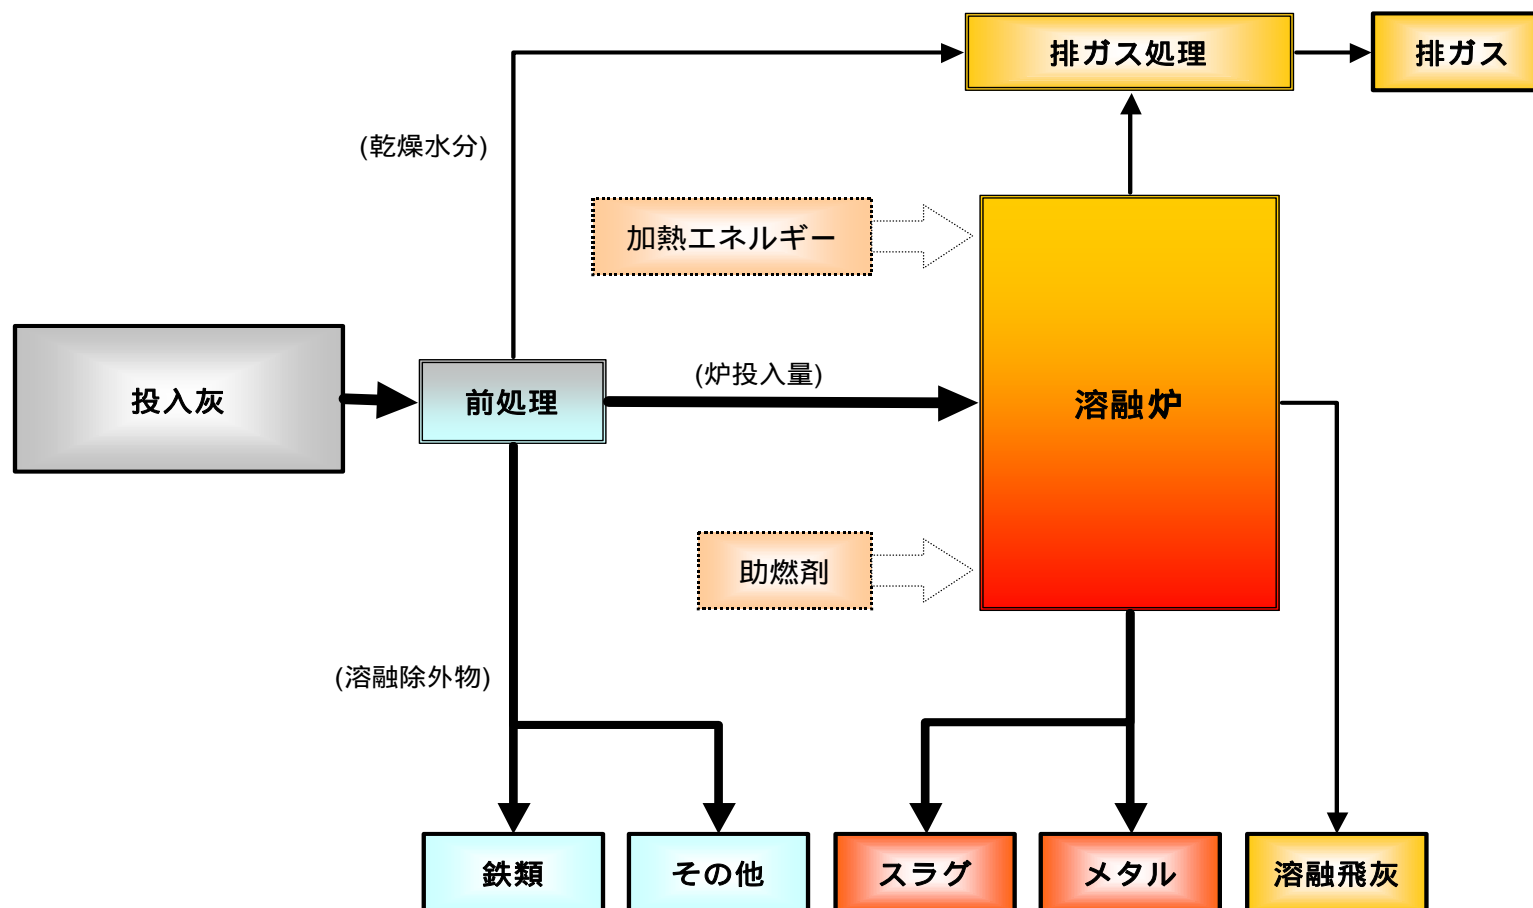 排ガス処理
排ガス
(乾燥水分)
加熱エネルギー
投入灰
前処理
(炉投入量)
溶融炉
助燃剤
(溶融除外物)
鉄類
その他
スラグ
メタル
溶融飛灰